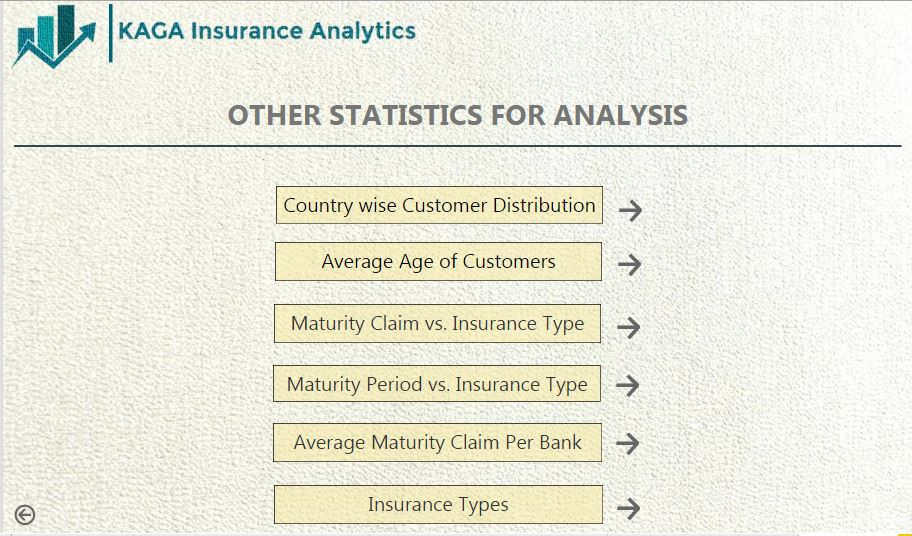 KAGA Insurance Analytics
OTHER STATISTICS FOR ANALYSIS
Country wise Customer Distribution
Average Age of Customers
Maturity Claim vs. Insurance Type
Maturity Period vs. Insurance Type
Average Maturity Claim Per Bank
Insurance Types